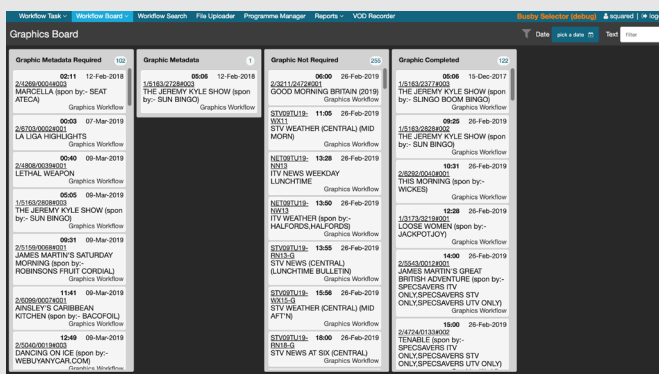 Workflow Task Workflow Board Workflow Search File Uploader Programme Manager Reports VOD Recorder Busby Selector (debug) squared | log
Graphics Board Date pick a date Text Filter
Graphic Metadata Required 102
02:11 12-Feb-2018
2/4269/0004#003
MARCELLA (spon by:- SEAT
ATECA)
Graphics Workflow
00:03 07-Mar-2019
2/6703/0002#001
LA LIGA HIGHLIGHTS
Graphics Workflow
00:40 09-Mar-2019
2/4808/0039#001
LETHAL WEAPON
Graphics Workflow
05:05 09-Mar-2019
1/5163/2808#003
THE JEREMY KYLE SHOW (spon
by:- SUN BINGO)
Graphics Workflow
09:31 09-Mar-2019
2/5159/0068#001
JAMES MARTIN'S SATURDAY
MORNING (spon by:-
ROBINSONS FRUIT CORDIAL)
Graphics Workflow
11:41 09-Mar-2019
2/6099/0007#001
AINSLEY'S CARIBBEAN
KITCHEN (spon by:- BACOFOIL)
Graphics Workflow
12:49 09-Mar-2019
2/5040/0019#003
DANCING ON ICE (spon by:-
WEBUYANYCAR.COM)
Graphics Workflow
Graphic Metadata 1
05:06 12-Feb-2018
1/5163/2728#003
THE JEREMY KYLE SHOW (spon
by:- SUN BINGO)
Graphics Workflow
Graphic Not Required 255
06:00 26-Feb-2019
2/3211/2472#001
GOOD MORNING BRITAIN (2019)
Graphics Workflow
STV09TU19- 11:05 26-Feb-2019
WX11
STV WEATHER (CENTRAL) (MID
MORN)
Graphics Workflow
NET09TU19- 13:28 26-Feb-2019
NN13
ITV NEWS WEEKDAY
LUNCHTIME
Graphics Workflow
NET09TU19- 13:50 26-Feb-2019
NW13
ITV WEATHER (spon by:-
HALFORDS,HALFORDS)
Graphics Workflow
STV09TU19- 13:55 26-Feb-2019
RN13-G
STV NEWS (CENTRAL)
(LUNCHTIME BULLETIN)
Graphics Workflow
STV09TU19- 15:56 26-Feb-2019
WX15-G
STV WEATHER (CENTRAL) (MID
AFT'N)
Graphics Workflow
STV09TU19- 18:00 26-Feb-2019
RN18-G
STV NEWS AT SIX (CENTRAL)
Graphics Workflow
Graphic Completed 122
05:06 15-Dec-2017
1/5163/2377#003
THE JEREMY KYLE SHOW (spon
by:- SLINGO BOOM BINGO)
Graphics Workflow
09:25 26-Feb-2019
1/5163/2828#002
THE JEREMY KYLE SHOW (spon
by:- SUN BINGO)
Graphics Workflow
10:31 26-Feb-2019
2/8292/0040#001
THIS MORNING (spon by:-
WICKES)
Graphics Workflow
12:28 26-Feb-2019
1/3173/3219#001
LOOSE WOMEN (spon by:-
JACKPOTJOY)
Graphics Workflow
14:00 26-Feb-2019
2/5543/0012#001
JAMES MARTIN'S GREAT
BRITISH ADVENTURE (spon by:-
SPECSAVERS ITV
ONLY,SPECSAVERS STV
ONLY,SPECSAVERS UTV ONLY)
Graphics Workflow
15:00 26-Feb-2019
2/4724/0133#002
TENABLE (spon by:-
SPECSAVERS ITV
ONLY,SPECSAVERS STV
ONLY,SPECSAVERS UTV ONLY)
Graphics Workflow